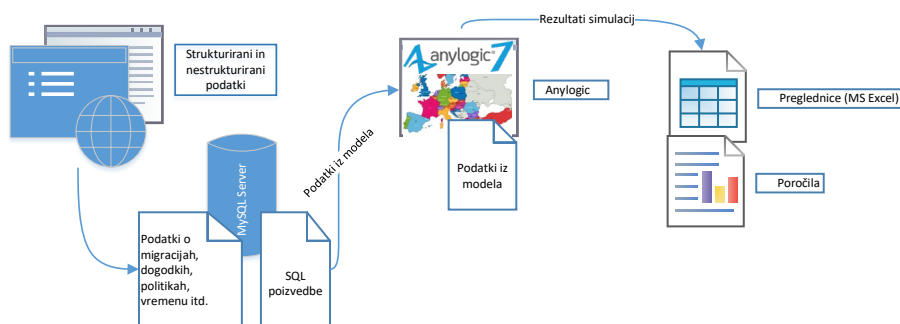 Strukturirani in
nestrukturirani
podatki
Rezultati simulacij
anylogic 7
Anylogic
Preglednice (MS Excel)
Podatki iz modela
MySQL Server
Podatki iz
modela
Poročila
Podatki o
migracijah,
dogodkih,
politikah,
vremenu itd.
SQL
poizvedbe